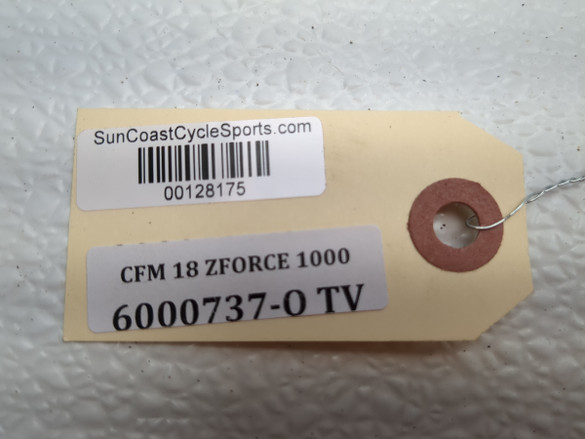 SunCoastCycleSports.com
00128175
CFM 18 ZFORCE 1000
6000737-O TV